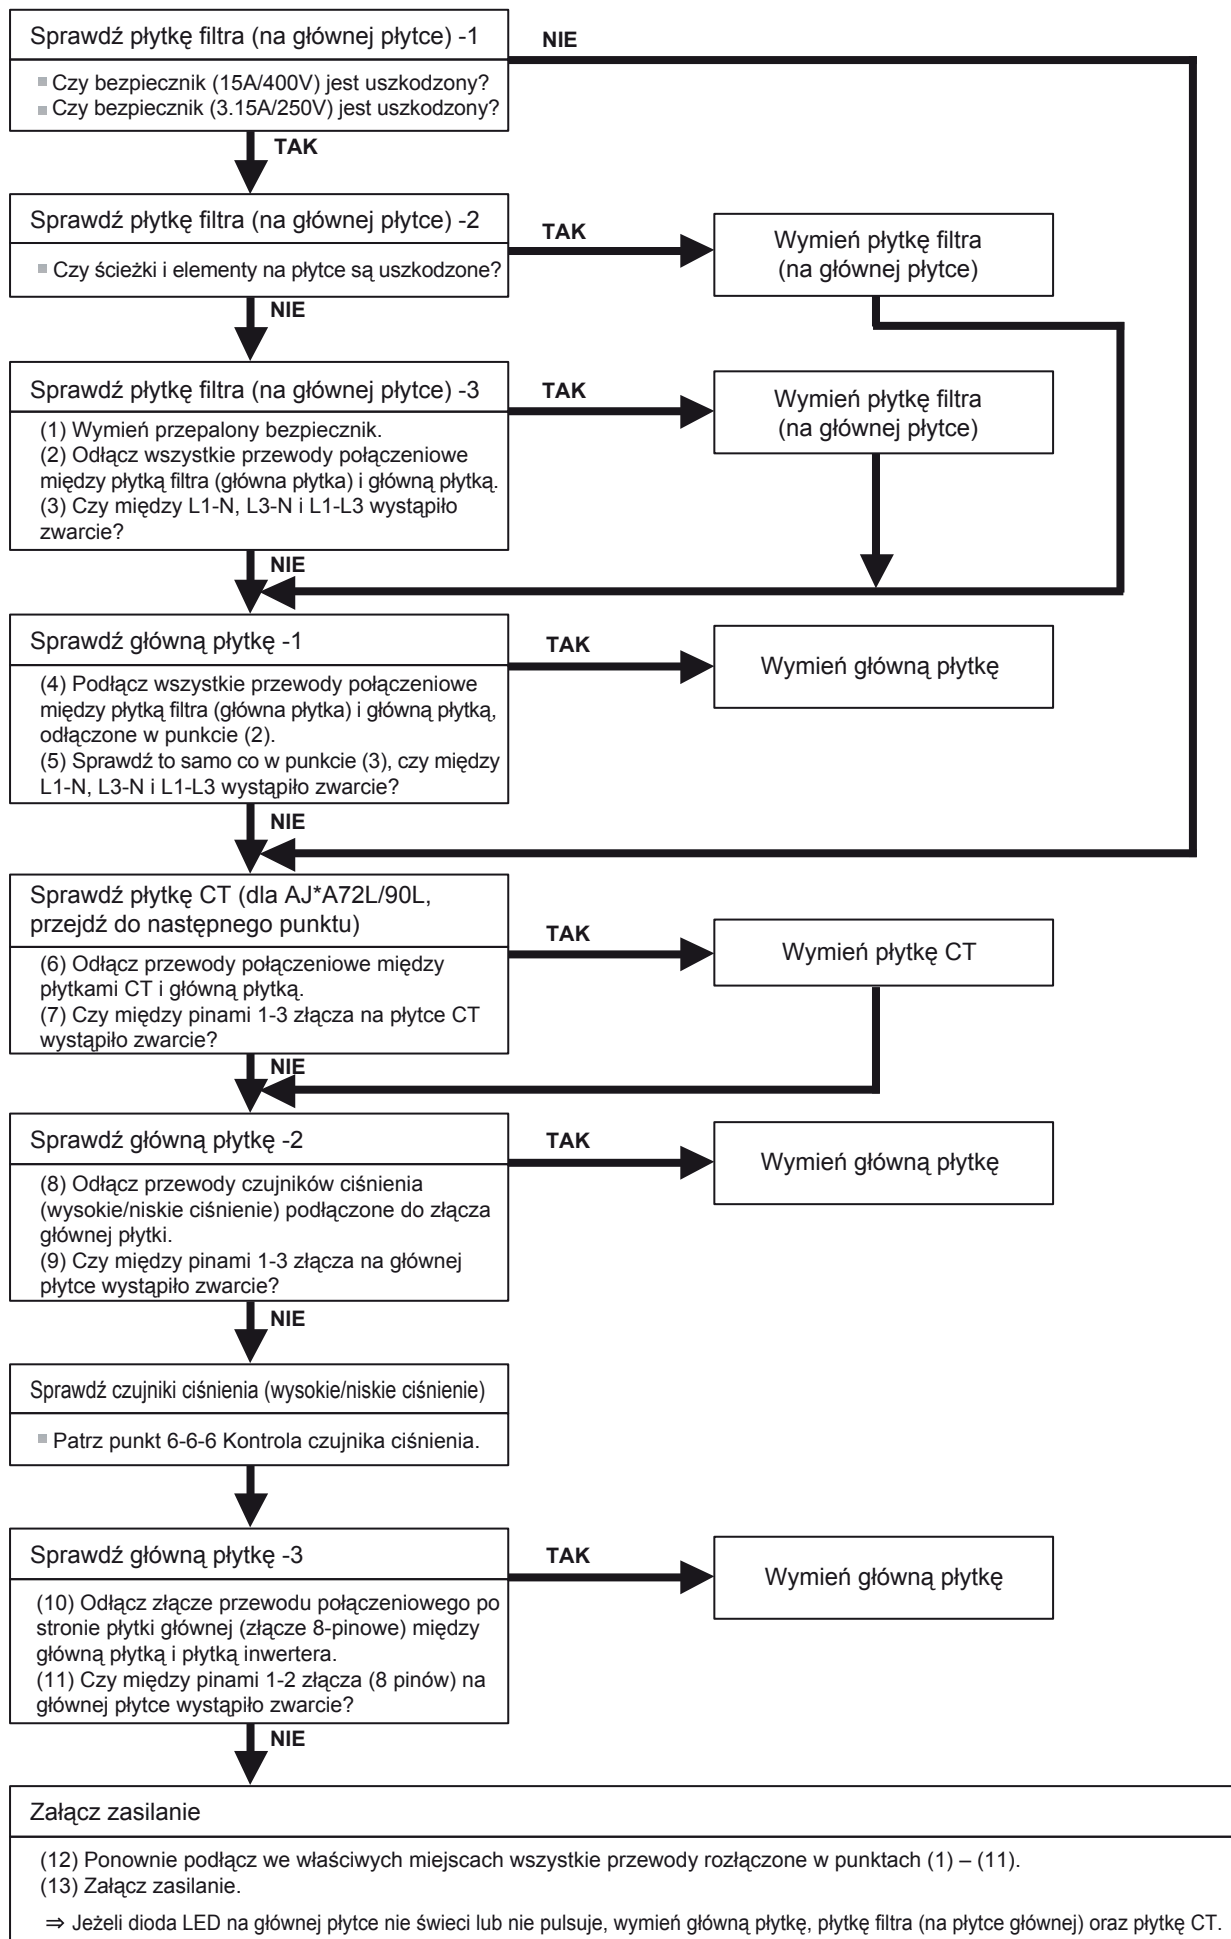 Sprawdź płytkę filtra (na głównej płytce) -1
NIE
Czy bezpiecznik (15A/400V) jest uszkodzony?
Czy bezpiecznik (3.15A/250V) jest uszkodzony?
TAK
Sprawdź płytkę filtra (na głównej płytce) -2
TAK
Czy ścieżki i elementy na płytce są uszkodzone?
Wymień płytkę filtra
(na głównej płytce)
NIE
Sprawdź płytkę filtra (na głównej płytce) -3
TAK
(1) Wymień przepalony bezpiecznik.
(2) Odłącz wszystkie przewody połączeniowe
między płytką filtra (główna płytka) i główną płytką.
(3) Czy między L1-N, L3-N i L1-L3 wystąpiło
zwarcie?
Wymień płytkę filtra
(na głównej płytce)
NIE
Sprawdź główną płytkę -1
TAK
(4) Podłącz wszystkie przewody połączeniowe
między płytką filtra (główna płytka) i główną płytką,
odłączone w punkcie (2).
(5) Sprawdź to samo co w punkcie (3), czy między
L1-N, L3-N i L1-L3 wystąpiło zwarcie?
Wymień główną płytkę
NIE
Sprawdź płytkę CT (dla AJ*A72L/90L,
przejdź do następnego punktu)
TAK
(6) Odłącz przewody połączeniowe między
płytkami CT i główną płytką.
(7) Czy między pinami 1-3 złącza na płytce CT
wystąpiło zwarcie?
Wymień płytkę CT
NIE
Sprawdź główną płytkę -2
TAK
(8) Odłącz przewody czujników ciśnienia
(wysokie/niskie ciśnienie) podłączone do złącza
głównej płytki.
(9) Czy między pinami 1-3 złącza na głównej
płytce wystąpiło zwarcie?
Wymień główną płytkę
NIE
Sprawdź czujniki ciśnienia (wysokie/niskie ciśnienie)
Patrz punkt 6-6-6 Kontrola czujnika ciśnienia.
Sprawdź główną płytkę -3
TAK
(10) Odłącz złącze przewodu połączeniowego po
stronie płytki głównej (złącze 8-pinowe) między
główną płytką i płytką inwertera.
(11) Czy między pinami 1-2 złącza (8 pinów) na
głównej płytce wystąpiło zwarcie?
Wymień główną płytkę
NIE
Załącz zasilanie
(12) Ponownie podłącz we właściwych miejscach wszystkie przewody rozłączone w punktach (1) – (11).
(13) Załącz zasilanie.
⇒ Jeżeli dioda LED na głównej płytce nie świeci lub nie pulsuje, wymień główną płytkę, płytkę filtra (na płytce głównej) oraz płytkę CT.